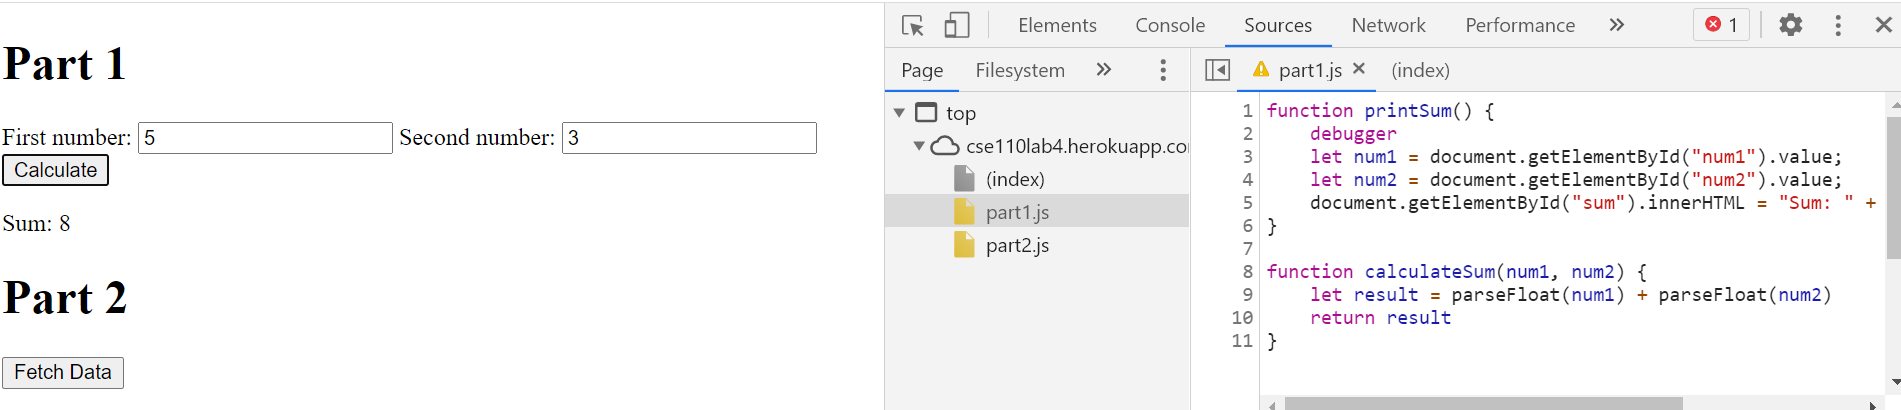 Part 1
First number: 5 Second number: 3
Calculate
Sum: 8
Part 2
Fetch Data
Elements Console Sources Network Performance » 1
Page Filesystem »
top
cse110lab4.herokuapp.co
(index)
part1.js
part2.js
part1.js × (index)
1 function printSum() {
2 debugger
3 let num1 = document.getElementById("num1").value;
4 let num2 = document.getElementById("num2").value;
5 document.getElementById("sum").innerHTML = "Sum: " +
6 }
7
8 function calculateSum(num1, num2) {
9 let result = parseFloat(num1) + parseFloat(num2)
10 return result
11 }